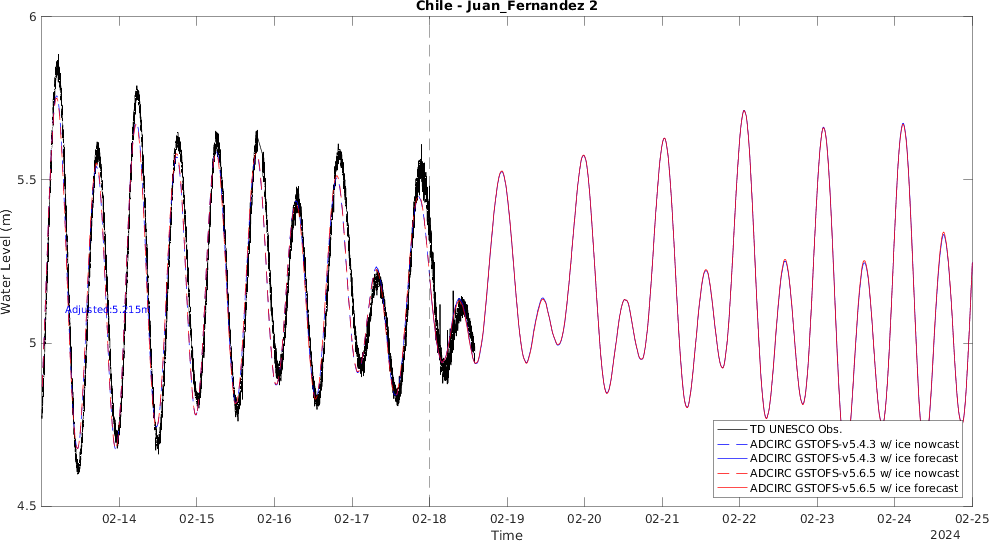 Chile - Juan_Fernandez 2
6
5.5
5
4.5
Water Level (m)
Adjusted:5.215m
TD UNESCO Obs.
ADCIRC GSTOFS-v5.4.3 w/ ice nowcast
ADCIRC GSTOFS-v5.4.3 w/ ice forecast
ADCIRC GSTOFS-v5.6.5 w/ ice nowcast
ADCIRC GSTOFS-v5.6.5 w/ ice forecast
02-14 02-15 02-16 02-17 02-18 02-19 02-20 02-21 02-22 02-23 02-24 02-25
Time
2024